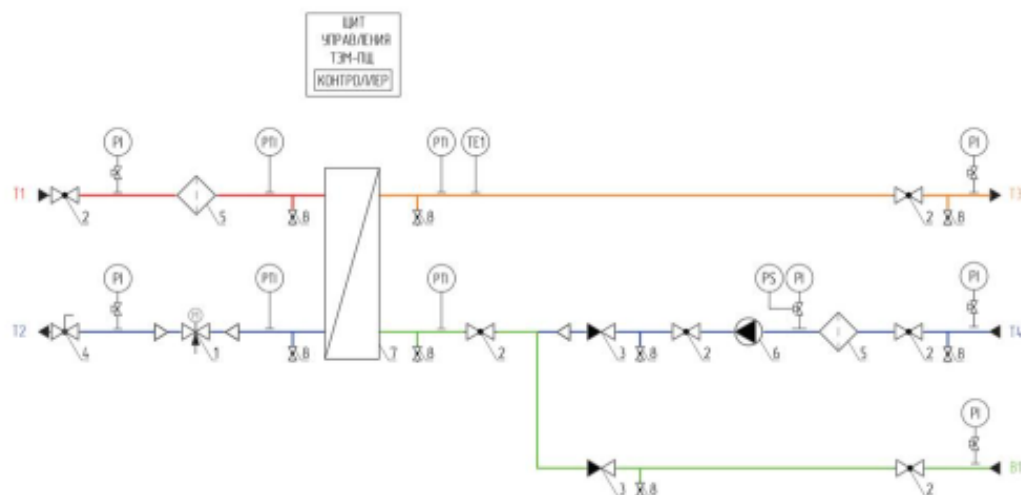 ЩИТ
УПРАВЛЕНИЯ
ТЭМ-ПЩ
КОНТРОЛЛЕР
PI PTI PTI TE1 PI
T1 2 5 8 8 2 8 T3
PI PTI PTI PS PI PI
M
T2 4 1 8 7 8 2 3 8 2 6 5 2 8 T4
PI
3 8 2 B1